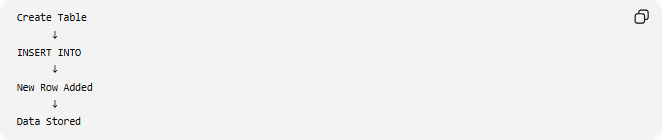 Create Table
↓
INSERT INTO
↓
New Row Added
↓
Data Stored